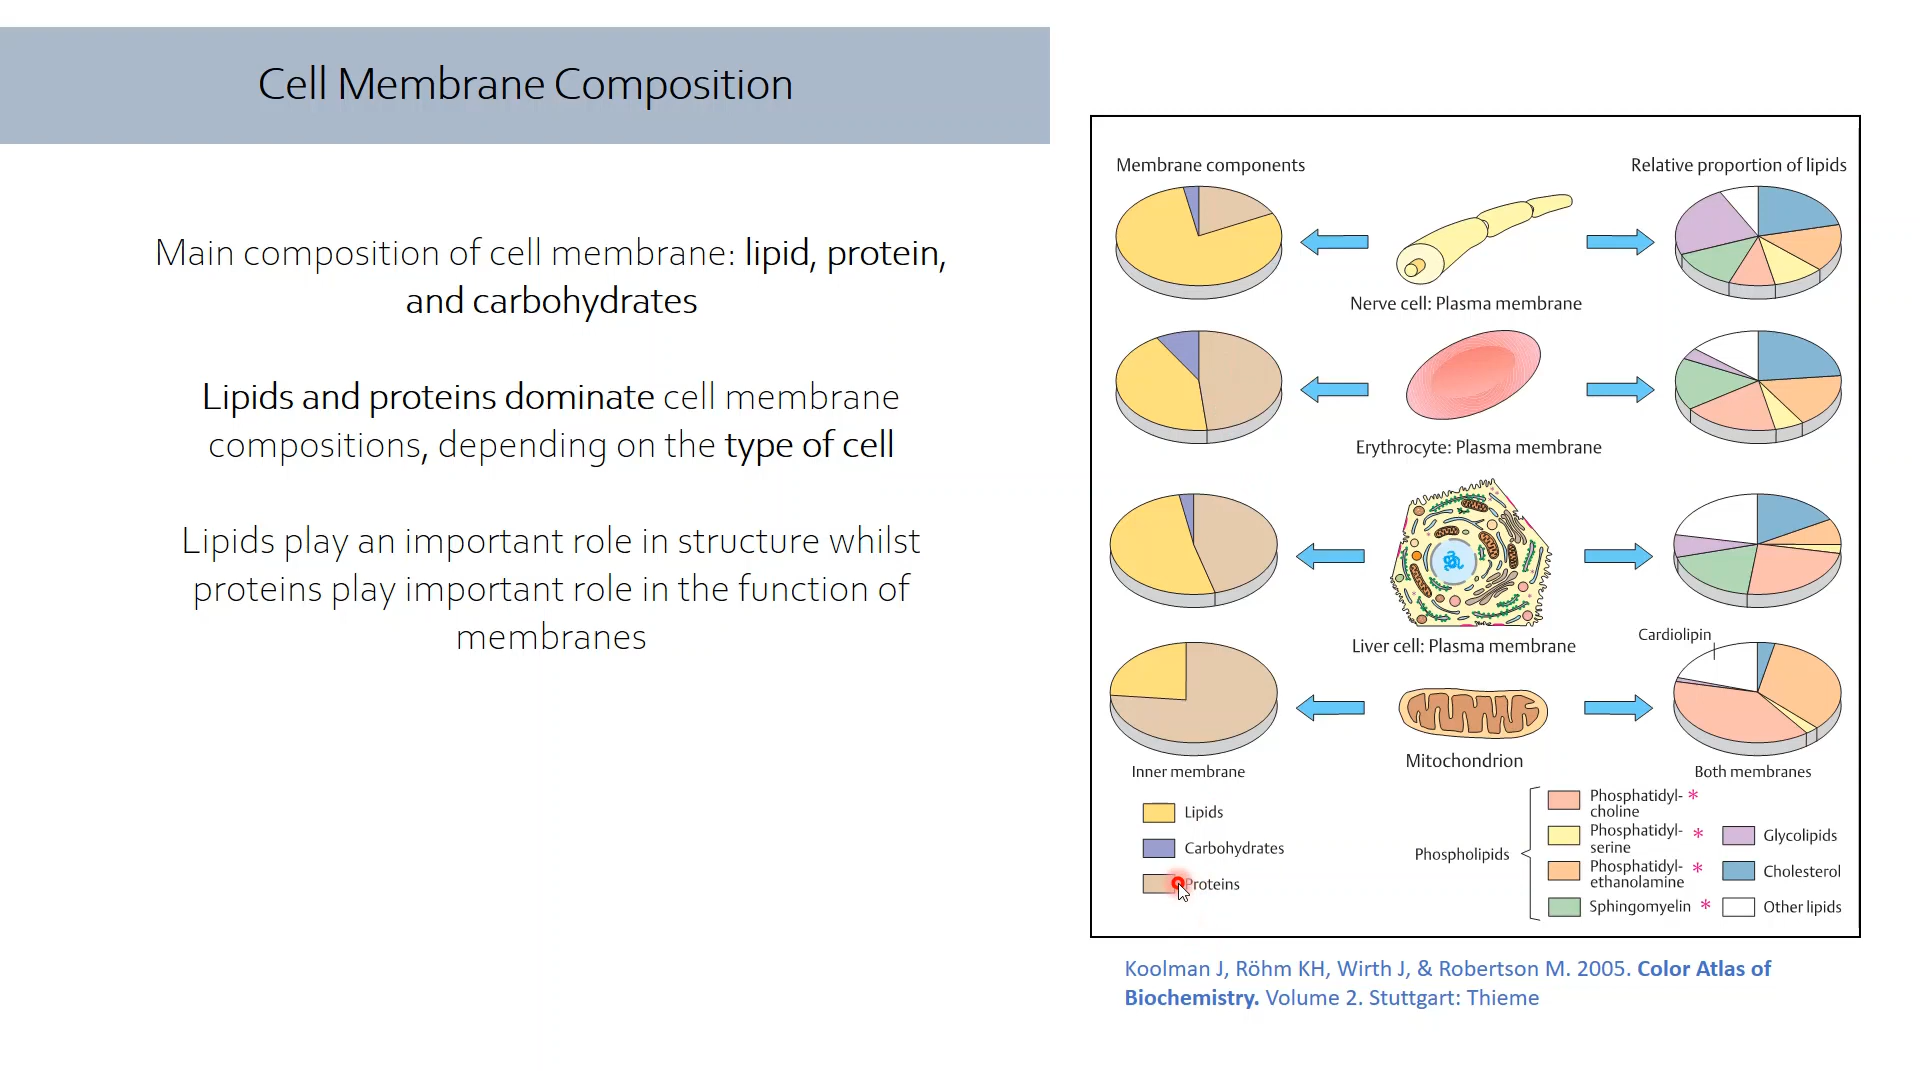 Cell Membrane Composition
Main composition of cell membrane: lipid, protein,
and carbohydrates
Lipids and proteins dominate cell membrane
compositions, depending on the type of cell
Lipids play an important role in structure whilst
proteins play important role in the function of
membranes
Membrane components
Relative proportion of lipids
Nerve cell: Plasma membrane
Erythrocyte: Plasma membrane
Liver cell: Plasma membrane
Cardiolipin
Mitochondrion
Inner membrane
Both membranes
Lipids
Carbohydrates
Proteins
Phospholipids
Phosphatidyl- *
choline
Phosphatidyl- *
serine
Phosphatidyl- *
ethanolamine
Sphingomyelin *
Glycolipids
Cholesterol
Other lipids
Koolman J, Röhm KH, Wirth J, & Robertson M. 2005. Color Atlas of
Biochemistry. Volume 2. Stuttgart: Thieme